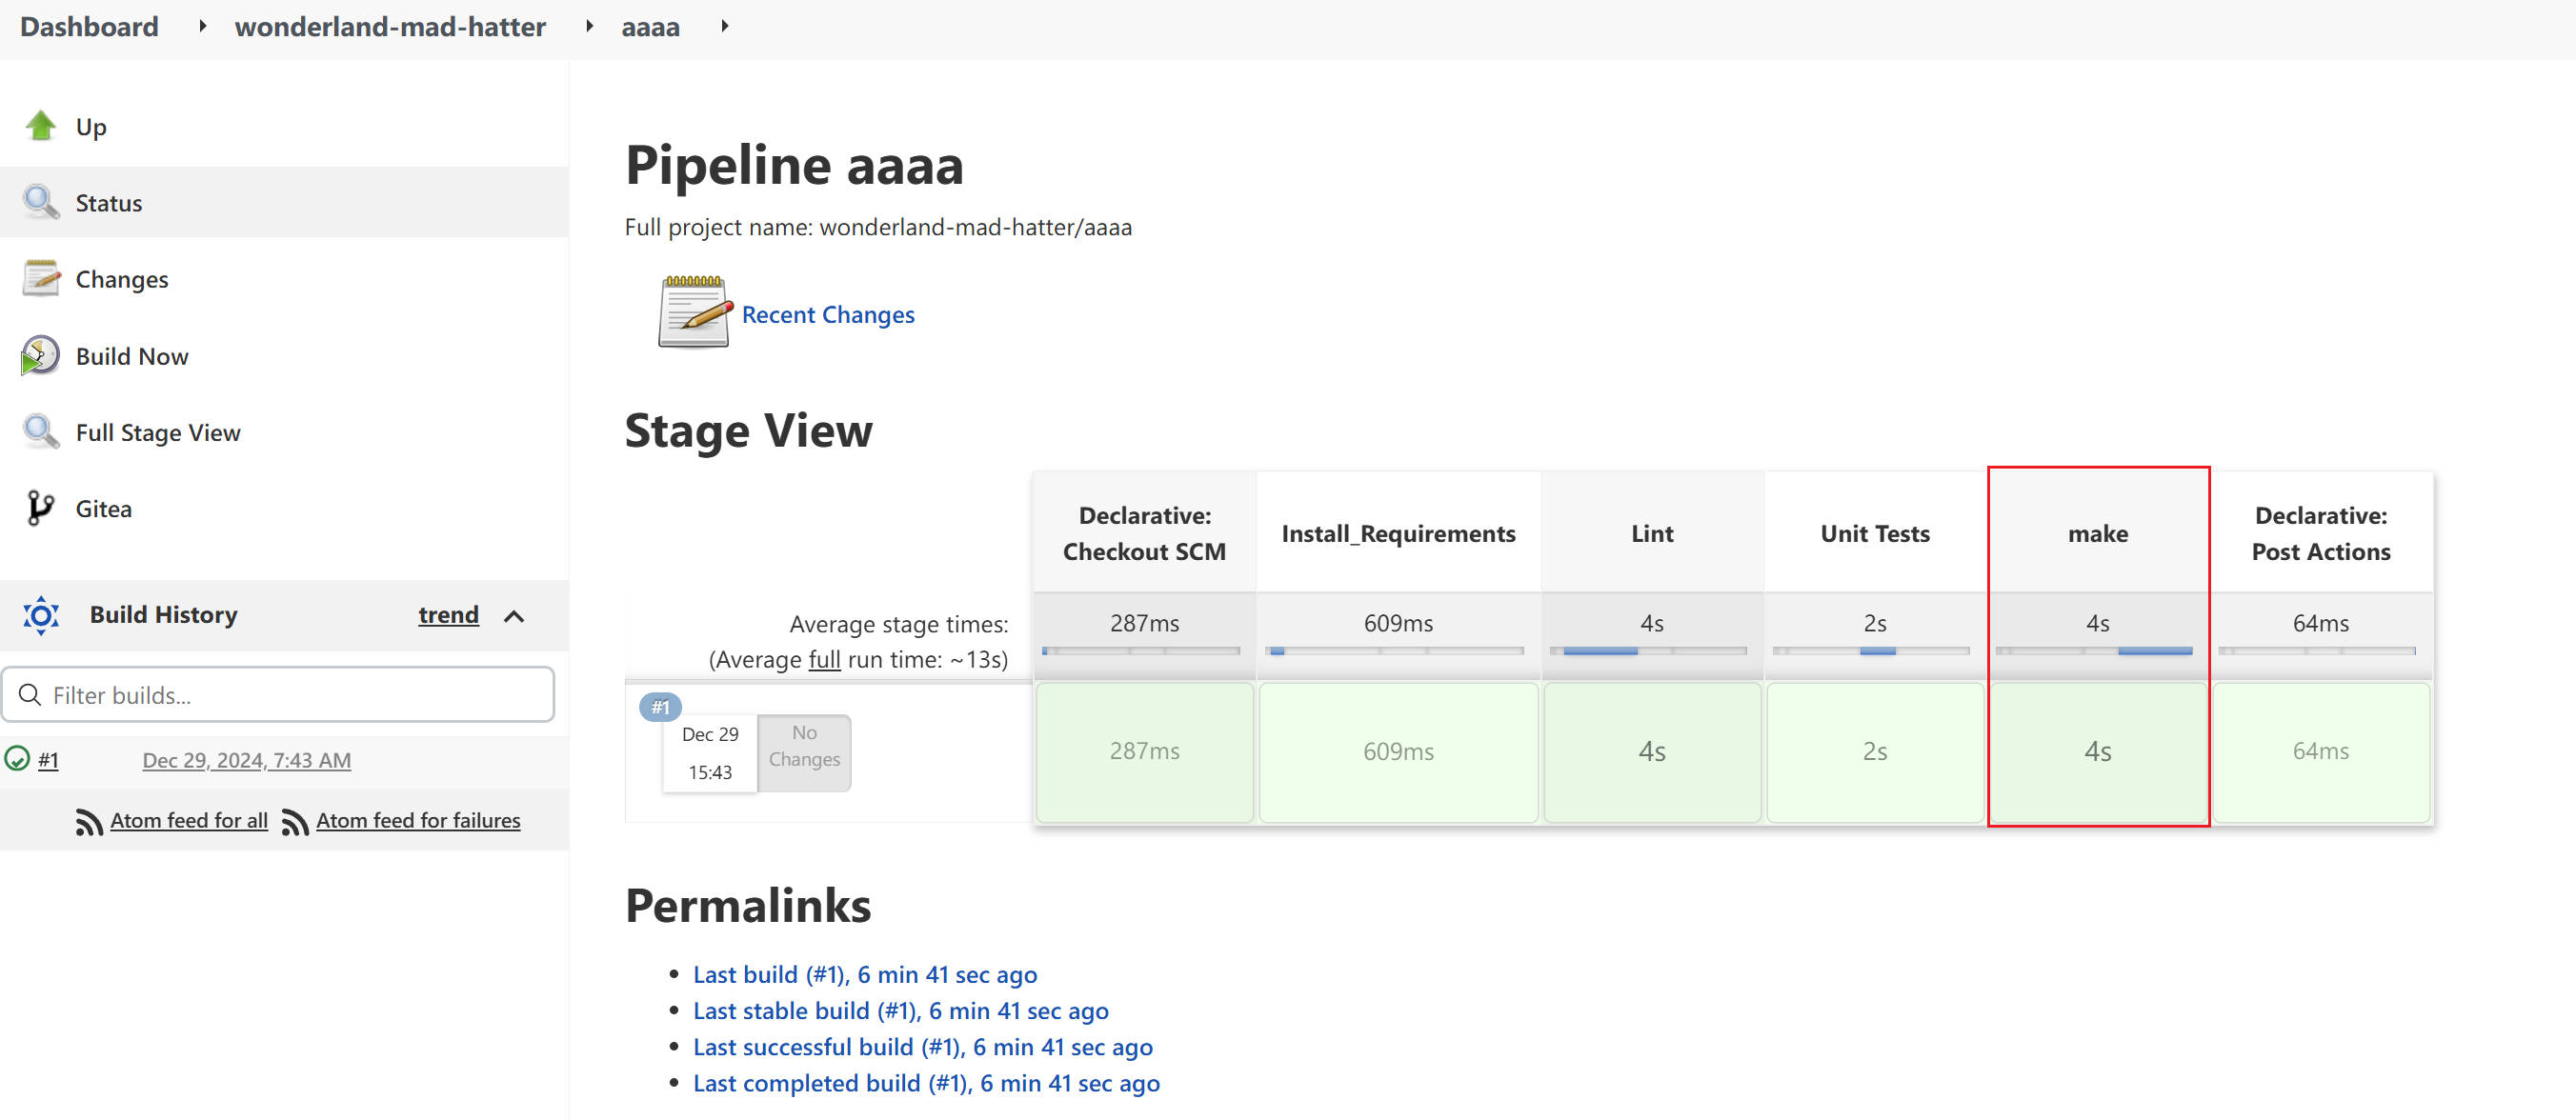 Dashboard
wonderland-mad-hatter
aaaa
Up
Status
Changes
Build Now
Full Stage View
Gitea
Build History
trend
Filter builds...
#1
Dec 29, 2024, 7:43 AM
Atom feed for all
Atom feed for failures
Pipeline aaaa
Full project name: wonderland-mad-hatter/aaaa
Recent Changes
Stage View
Declarative:
Checkout SCM
Install_Requirements
Lint
Unit Tests
make
Declarative:
Post Actions
Average stage times:
(Average full run time: ~13s)
287ms
609ms
4s
2s
4s
64ms
#1
Dec 29
15:43
No
Changes
287ms
609ms
4s
2s
4s
64ms
Permalinks
Last build (#1), 6 min 41 sec ago
Last stable build (#1), 6 min 41 sec ago
Last successful build (#1), 6 min 41 sec ago
Last completed build (#1), 6 min 41 sec ago